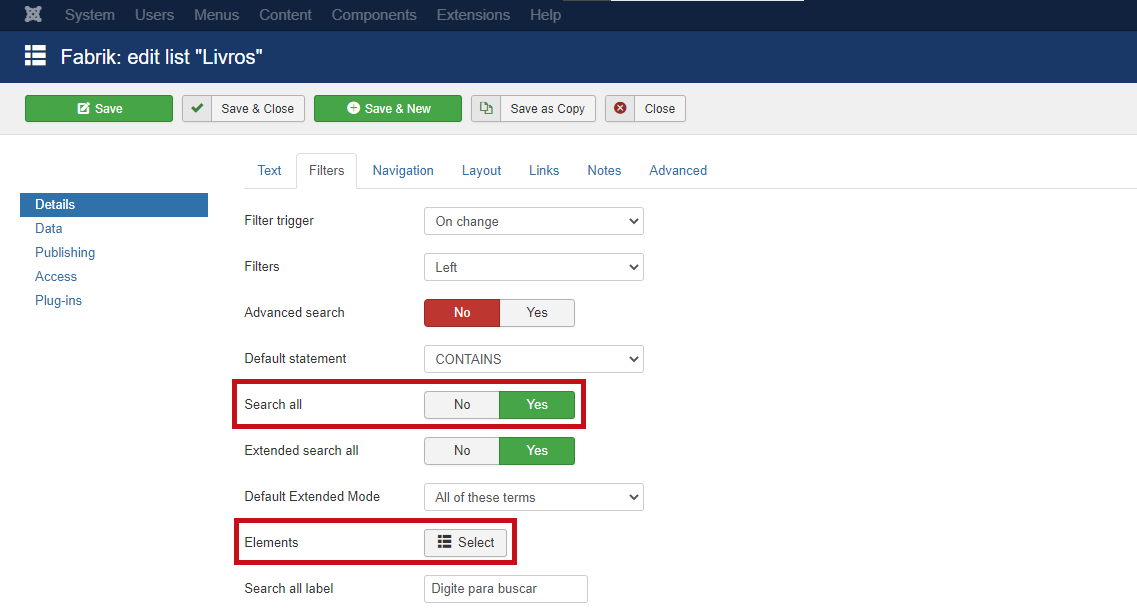 System Users Menus Content Components Extensions Help
Fabrik: edit list "Livros"
Save Save & Close Save & New Save as Copy Close
Text Filters Navigation Layout Links Notes Advanced
Details
Data
Publishing
Access
Plug-ins
Filter trigger On change
Filters Left
Advanced search No Yes
Default statement CONTAINS
Search all No Yes
Extended search all No Yes
Default Extended Mode All of these terms
Elements Select
Search all label Digite para buscar